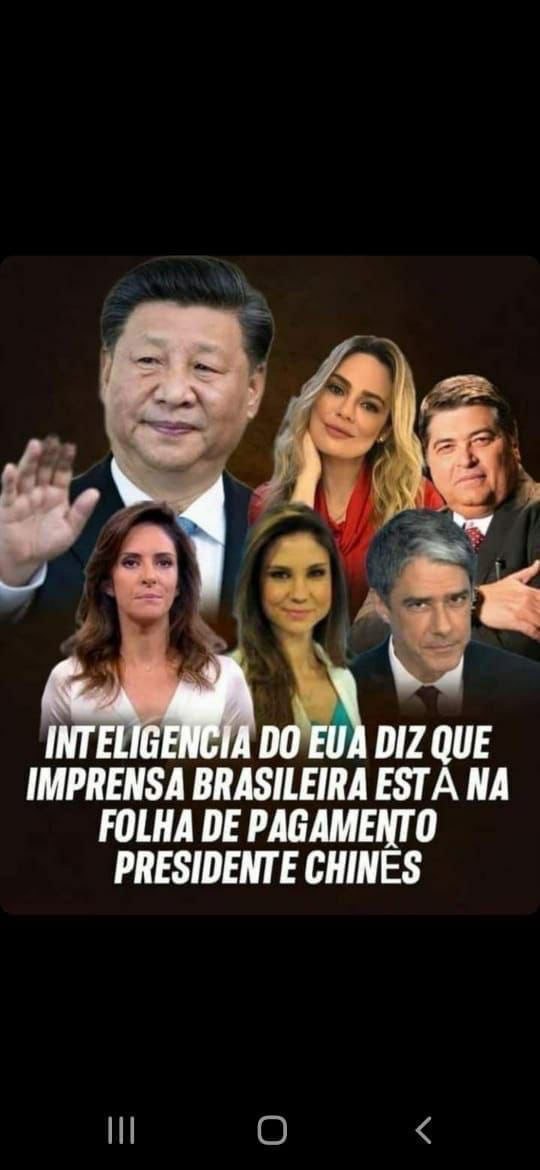 INTELIGENCIA DO EUA DIZ QUE
IMPRENSA BRASILEIRA ESTÁ NA
FOLHA DE PAGAMENTO
PRESIDENTE CHINÊS